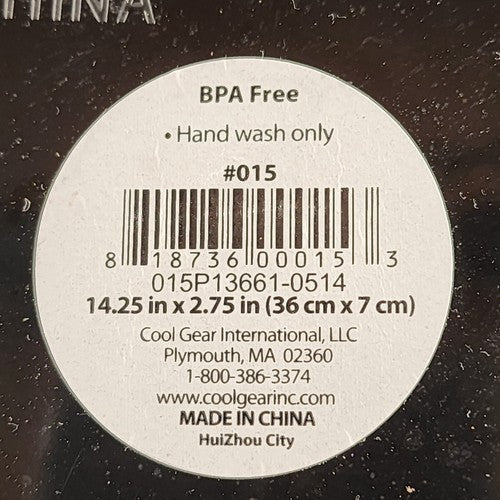 CHINA
BPA Free
• Hand wash only
#015
8 18736 00015 3
015P13661-0514
14.25 in x 2.75 in (36 cm x 7 cm)
Cool Gear International, LLC
Plymouth, MA 02360
1-800-386-3374
www.coolgearinc.com
MADE IN CHINA
HuiZhou City